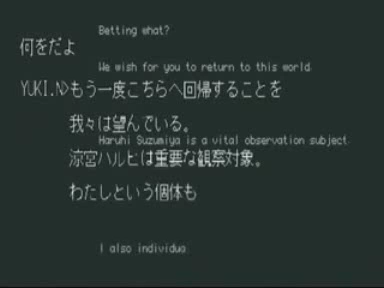 Betting what?
何をだよ
We wish for you to return to this world.
YUKI.N>もう一度こちらへ回帰することを
我々は望んでいる。
Haruhi Suzumiya is a vital observation subject.
涼宮ハルヒは重要な観察対象。
わたしという個体も
I also individua